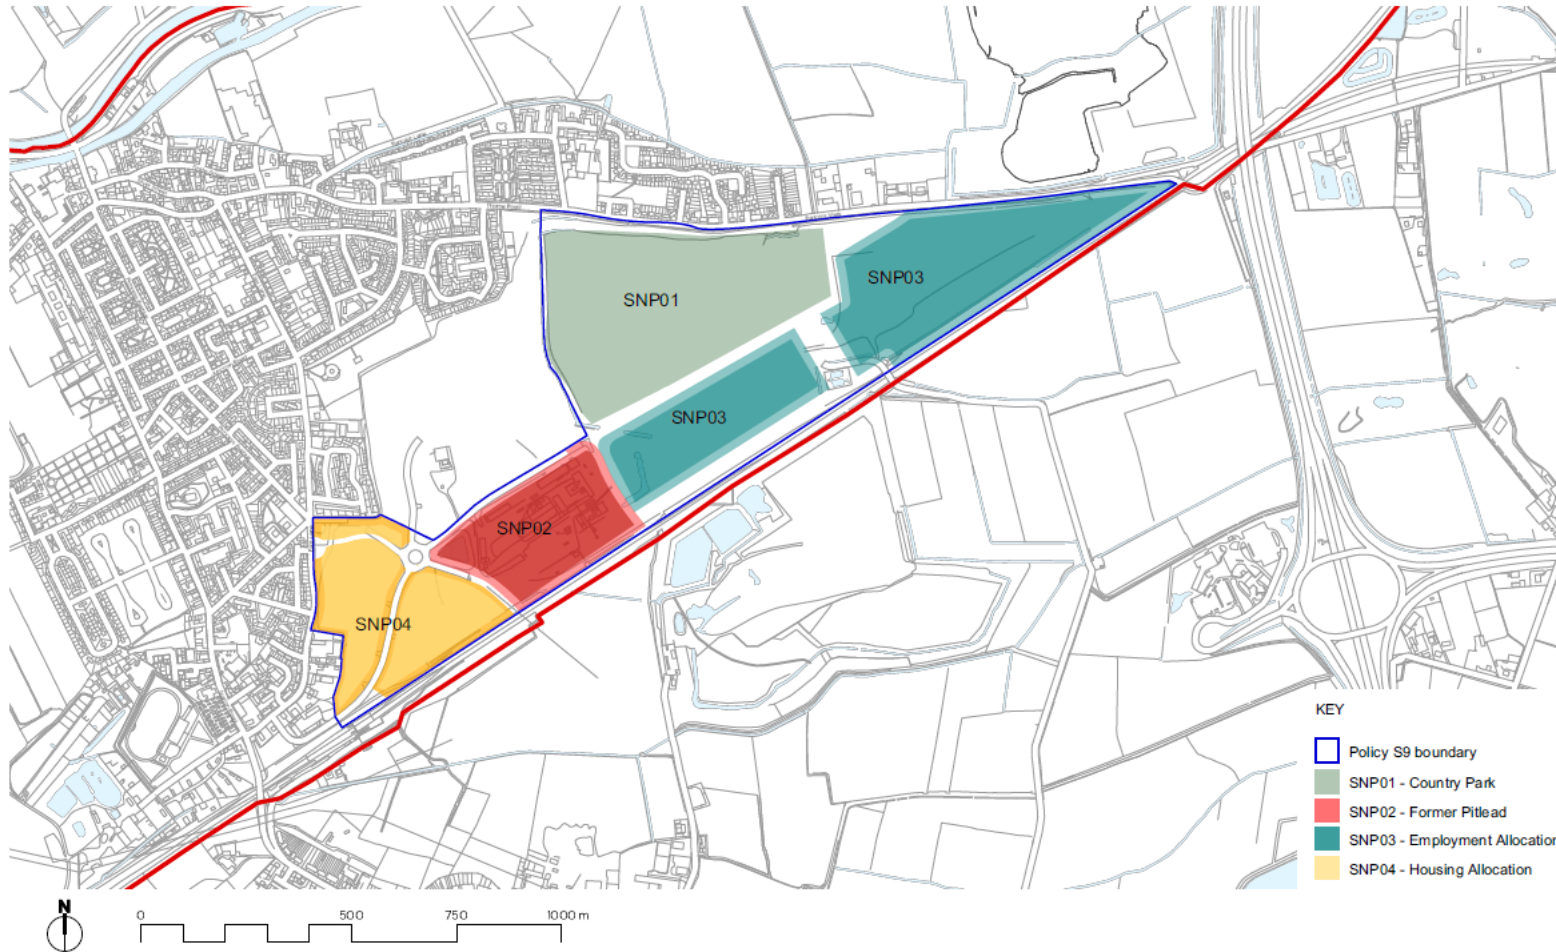 SNP01
SNP03
SNP03
SNP02
SNP04
KEY
Policy S9 boundary
SNP01 - Country Park
SNP02 - Former Pitlead
SNP03 - Employment Allocation
SNP04 - Housing Allocation
N
0 500 750 1000 m